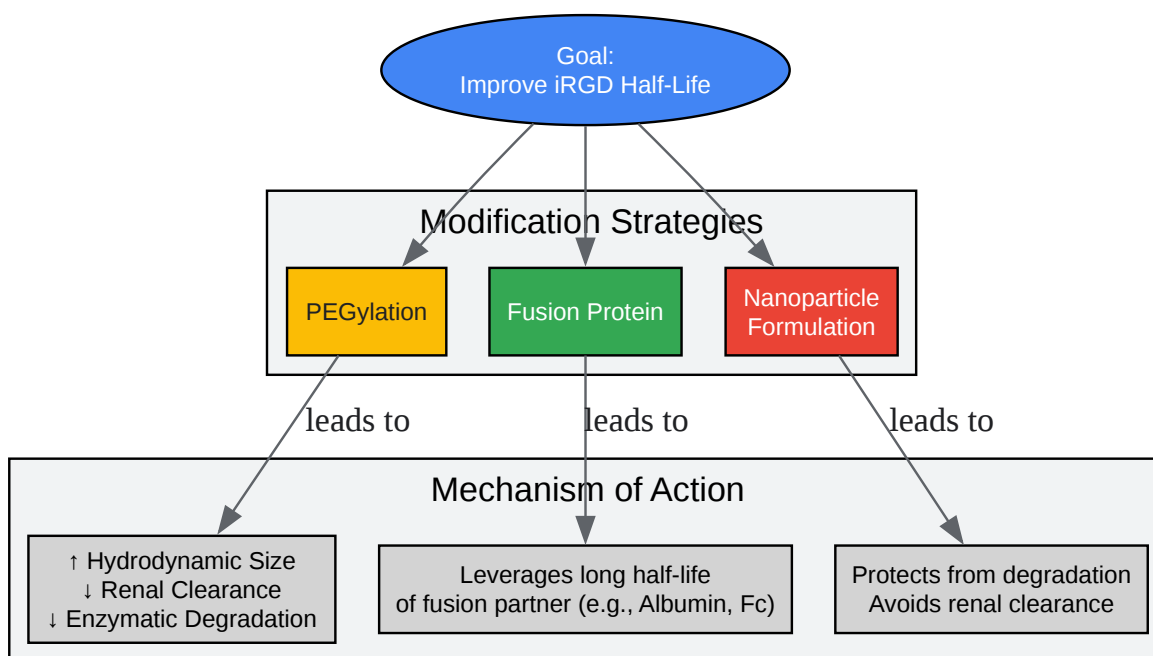 Goal:
Improve iRGD Half-Life
Modification Strategies
PEGylation
Fusion Protein
Nanoparticle
Formulation
leads to
leads to
leads to
Mechanism of Action
↑ Hydrodynamic Size
↓ Renal Clearance
↓ Enzymatic Degradation
Leverages long half-life
of fusion partner (e.g., Albumin, Fc)
Protects from degradation
Avoids renal clearance